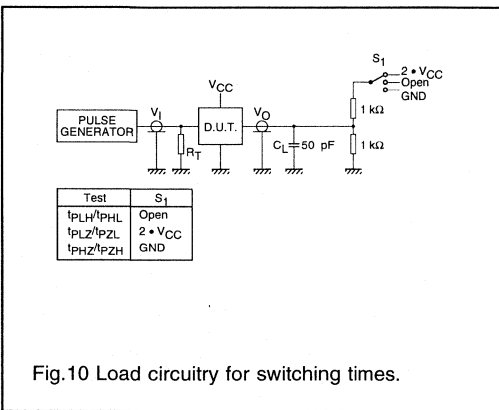 S1
2 • VCC
Open
GND
VCC
1 kΩ
PULSE GENERATOR
VI
D.U.T.
VO
RT
CL
50 pF
1 kΩ
Test S1
tPLH/tPHL Open
tPLZ/tPZL 2 • VCC
tPHZ/tPZH GND
Fig.10 Load circuitry for switching times.